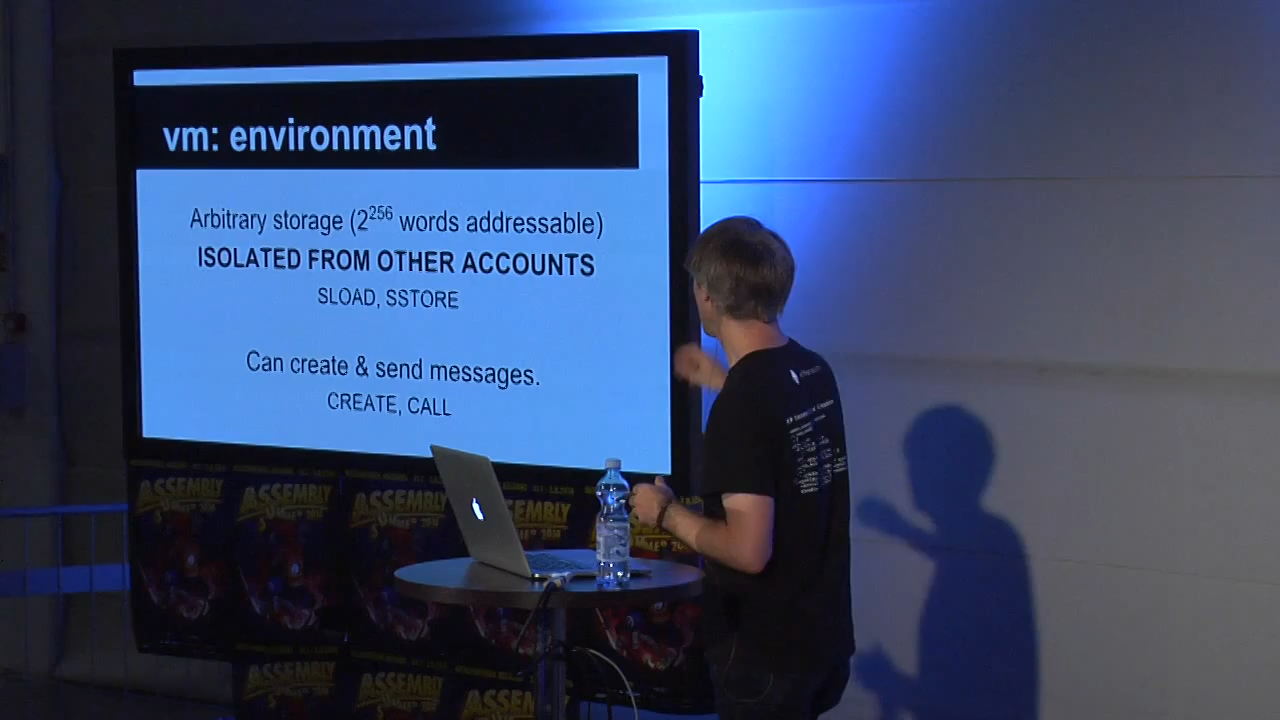 vm: environment
Arbitrary storage (2²⁵⁶ words addressable)
ISOLATED FROM OTHER ACCOUNTS
SLOAD, SSTORE
Can create & send messages.
CREATE, CALL
ASSEMBLY
ASSEMBLY
ASSEMBLY
ASSEMBLY
ASSEMBLY
ASSEMBLY